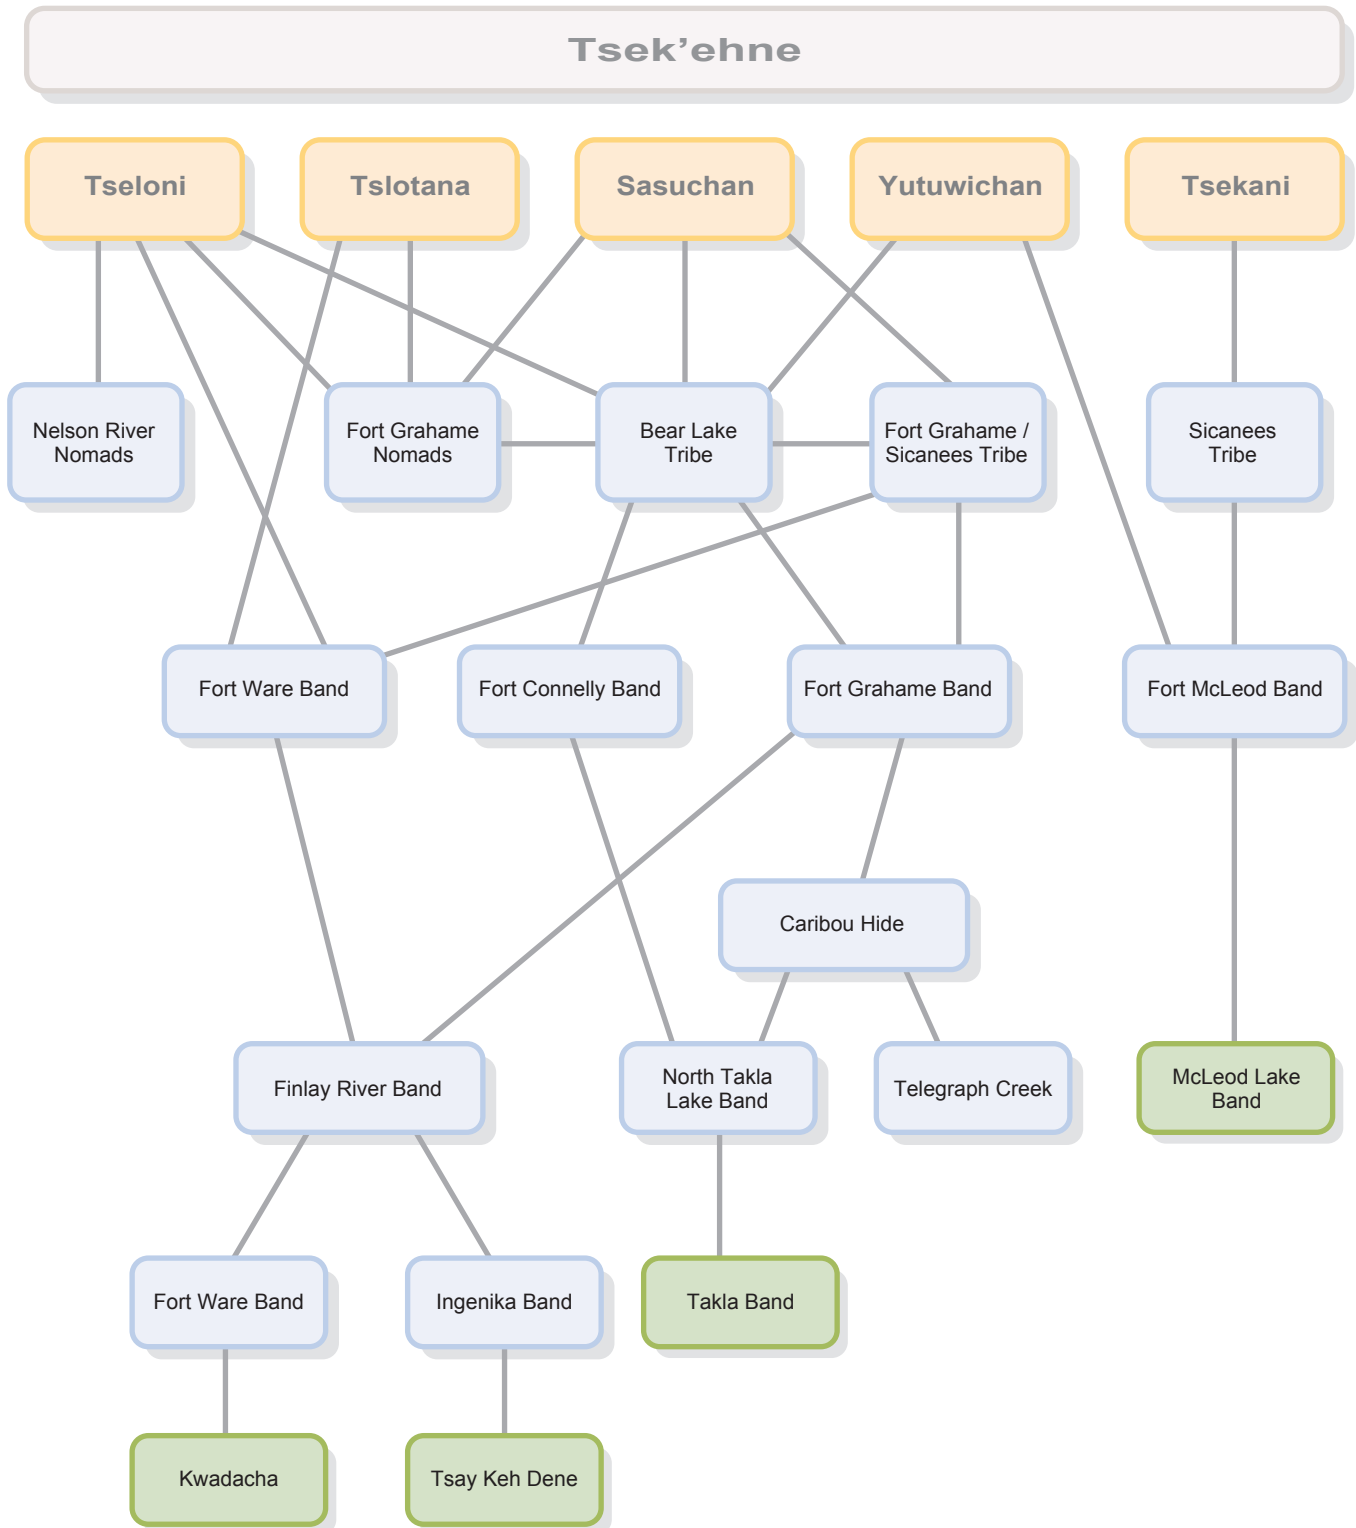 Tsek’ehne
Tseloni
Tslotana
Sasuchan
Yutuwichan
Tsekani
Nelson River
Nomads
Fort Grahame
Nomads
Bear Lake
Tribe
Fort Grahame /
Sicanees Tribe
Sicanees
Tribe
Fort Ware Band
Fort Connelly Band
Fort Grahame Band
Fort McLeod Band
Caribou Hide
Finlay River Band
North Takla
Lake Band
Telegraph Creek
McLeod Lake
Band
Fort Ware Band
Ingenika Band
Takla Band
Kwadacha
Tsay Keh Dene